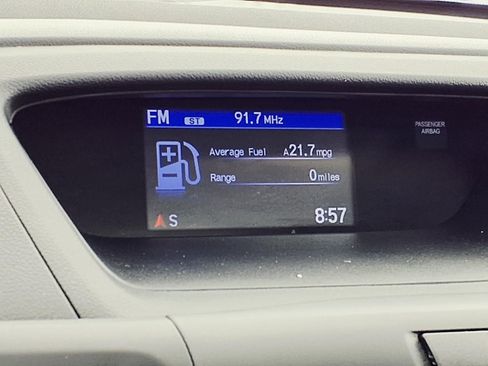 FM ST 91.7 MHz
PASSENGER
AIRBAG
Average Fuel A21.7 mpg
Range 0 miles
S 8:57